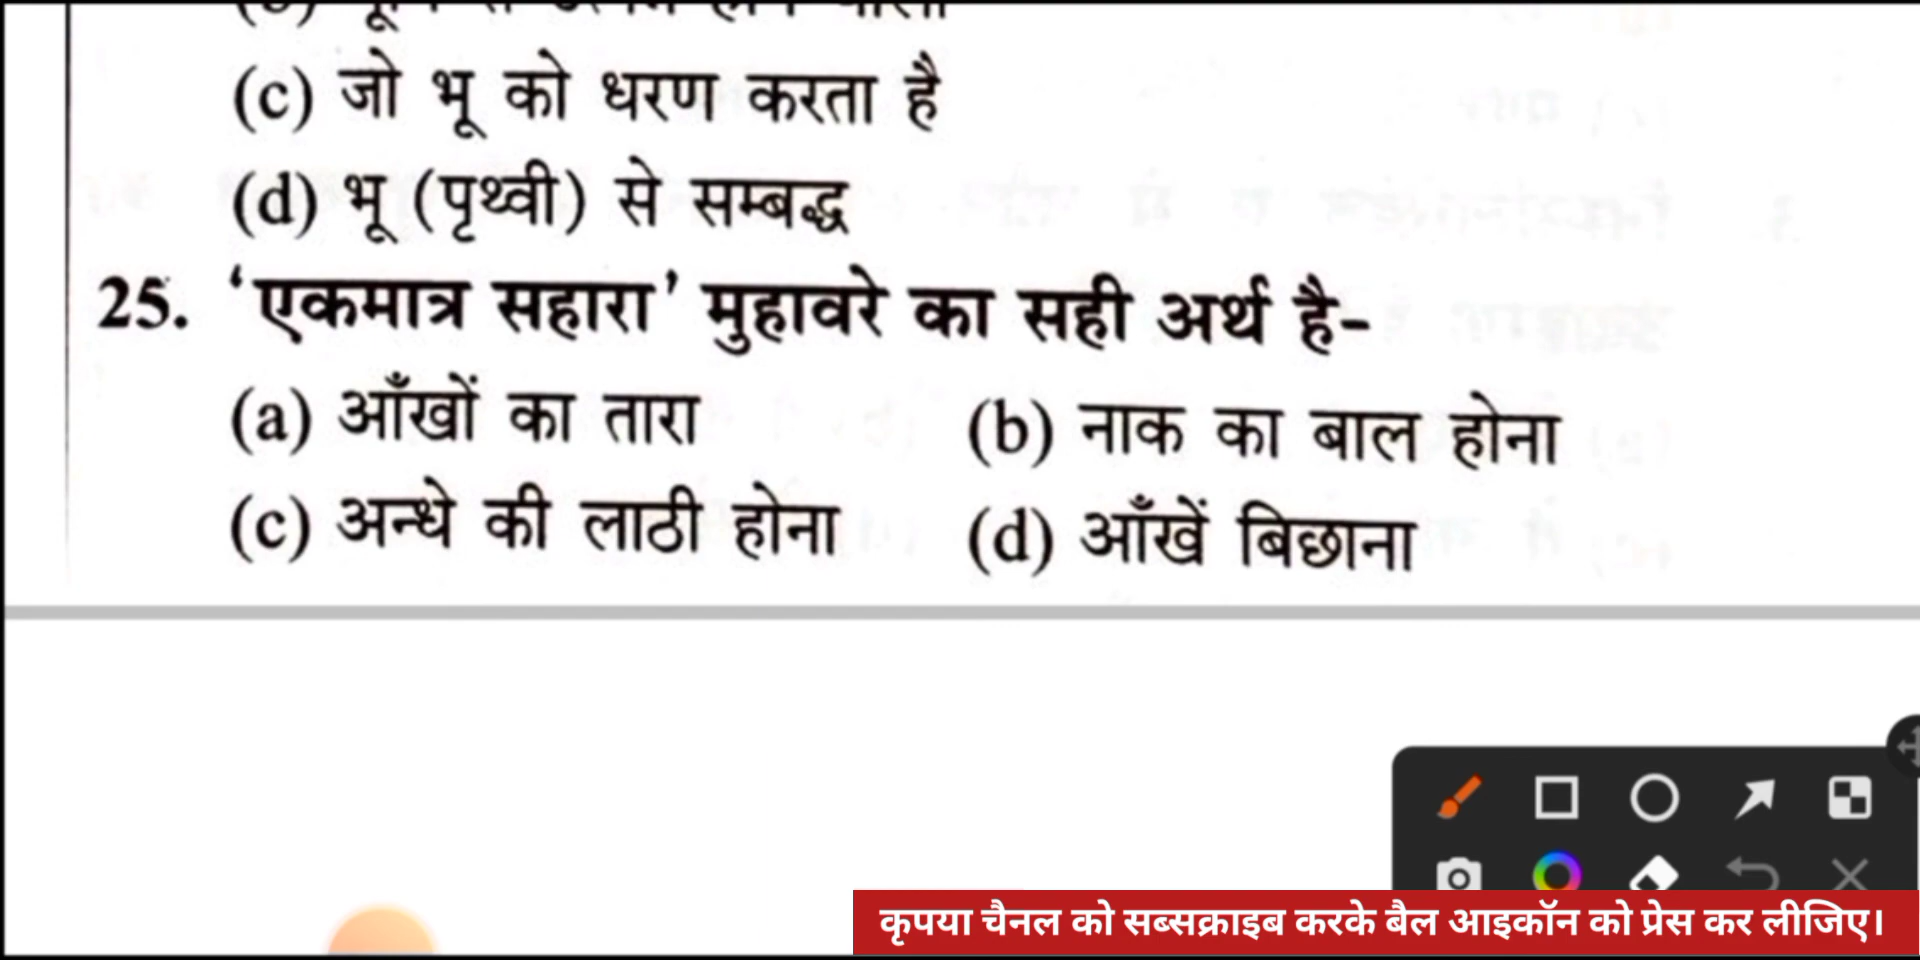 (c) जो भू को धरण करता है
(d) भू (पृथ्वी) से सम्बद्ध
25. ‘एकमात्र सहारा’ मुहावरे का सही अर्थ है-
(a) आँखों का तारा (b) नाक का बाल होना
(c) अन्धे की लाठी होना (d) आँखें बिछाना
कृपया चैनल को सब्सक्राइब करके बैल आइकॉन को प्रेस कर लीजिए।